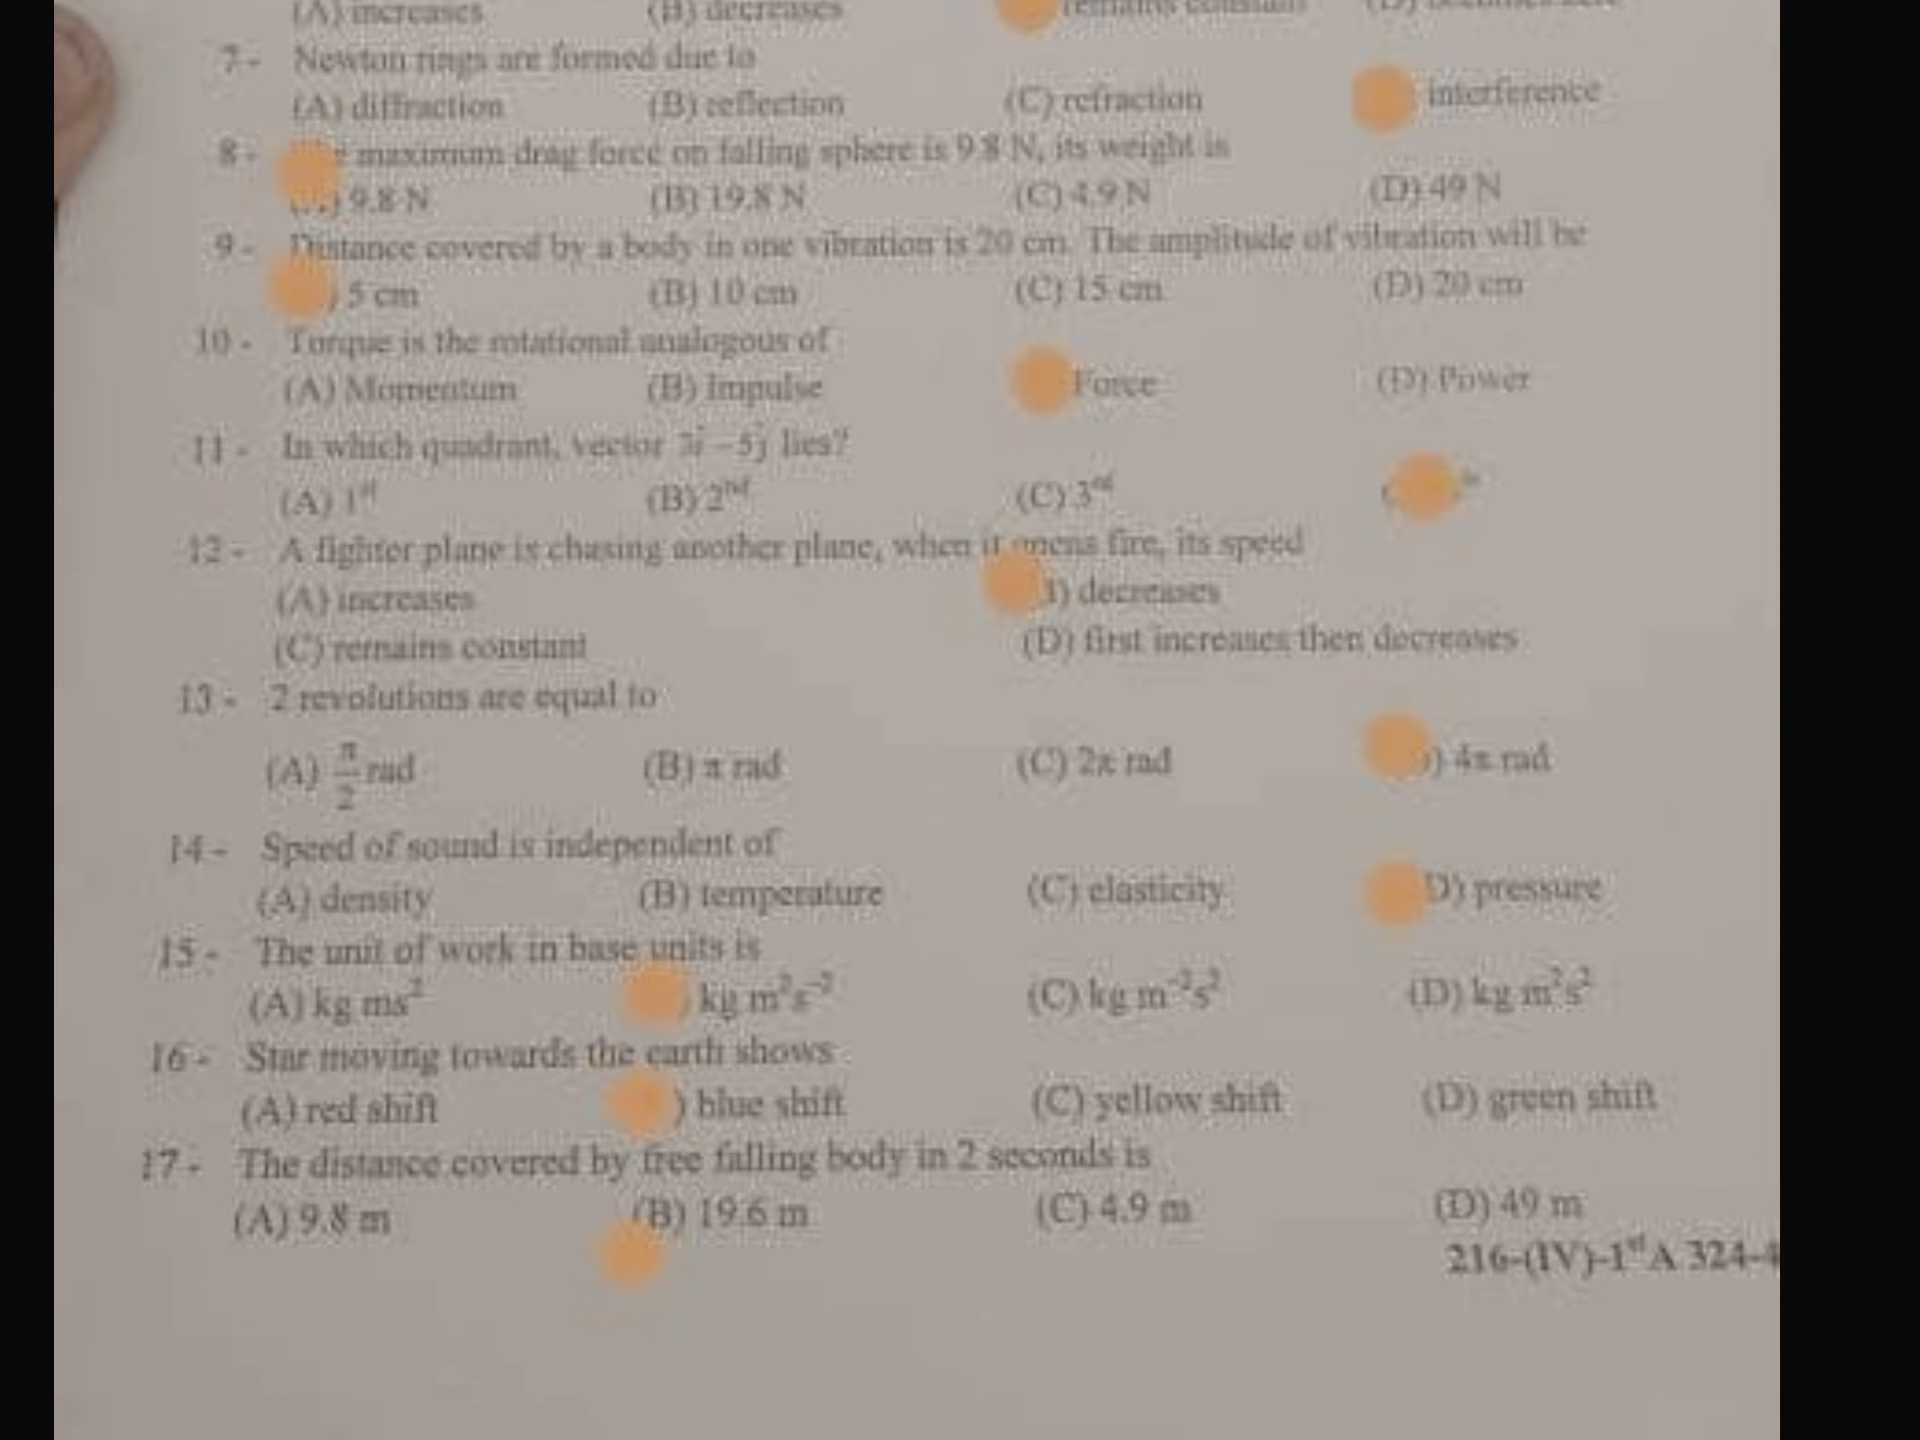 (A) increases (B) decreases remains constant
7- Newton rings are formed due to
(A) diffraction (B) reflection (C) refraction interference
8- maximum drag force on falling sphere is 9.8 N, its weight is
9.8 N (B) 19.8 N (C) 4.9 N (D) 49 N
9- Distance covered by a body in one vibration is 20 cm. The amplitude of vibration will be
) 5 cm (B) 10 cm (C) 15 cm (D) 20 cm
10- Torque is the rotational analogous of
(A) Momentum (B) impulse Force (D) Power
11- In which quadrant, vector lies?
(A) 1st (B) 2nd (C) 3rd
12- A fighter plane is chasing another plane, when it opens fire, its speed
(A) increases ) decreases
(C) remains constant (D) first increases then decreases
13- 2 revolutions are equal to
(A) π/2 rad (B) π rad (C) 2π rad ) 4π rad
14- Speed of sound is independent of
(A) density (B) temperature (C) elasticity D) pressure
15- The unit of work in base units is
(A) kg ms² ) kg m²s⁻² (C) kg m⁻²s² (D) kg m²s²
16- Star moving towards the earth shows
(A) red shift ) blue shift (C) yellow shift (D) green shift
17- The distance covered by free falling body in 2 seconds is
(A) 9.8 m (B) 19.6 m (C) 4.9 m (D) 49 m
216-(IV)-1st A 324-4